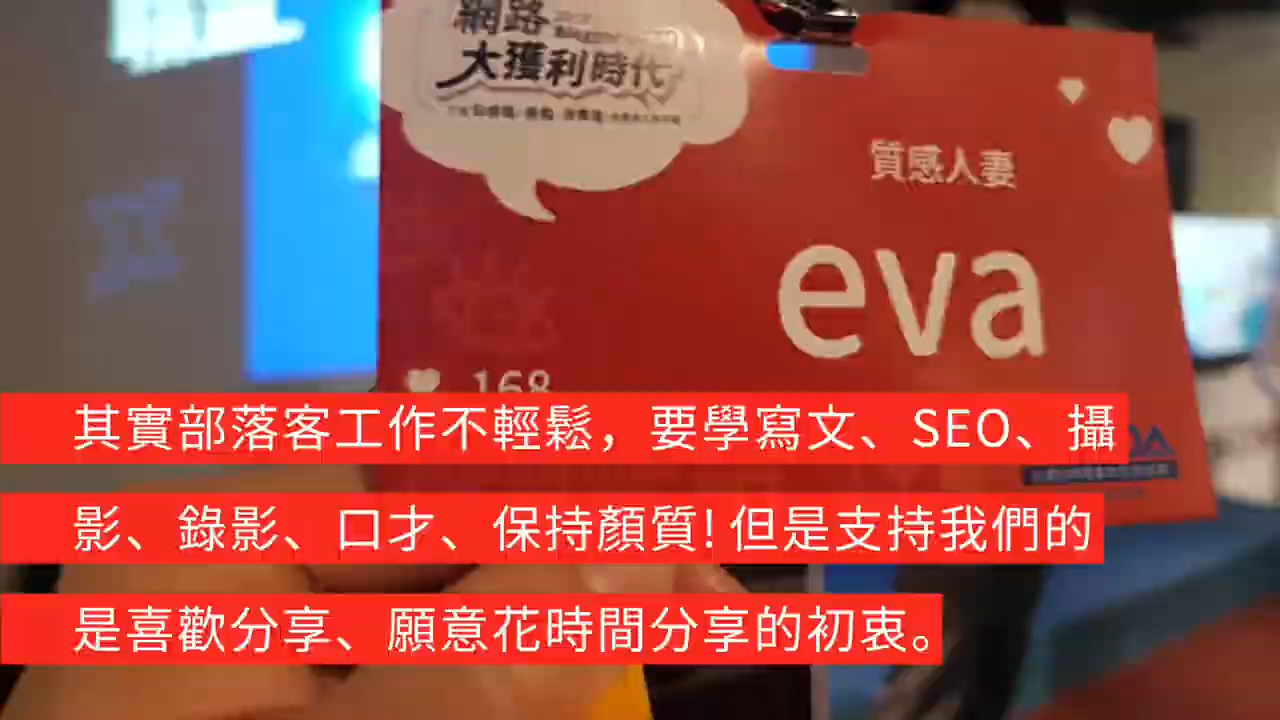 網路
大獲利時代
質感人妻
eva
168
其實部落客工作不輕鬆，要學寫文、SEO、攝
影、錄影、口才、保持顏質! 但是支持我們的
是喜歡分享、願意花時間分享的初衷。